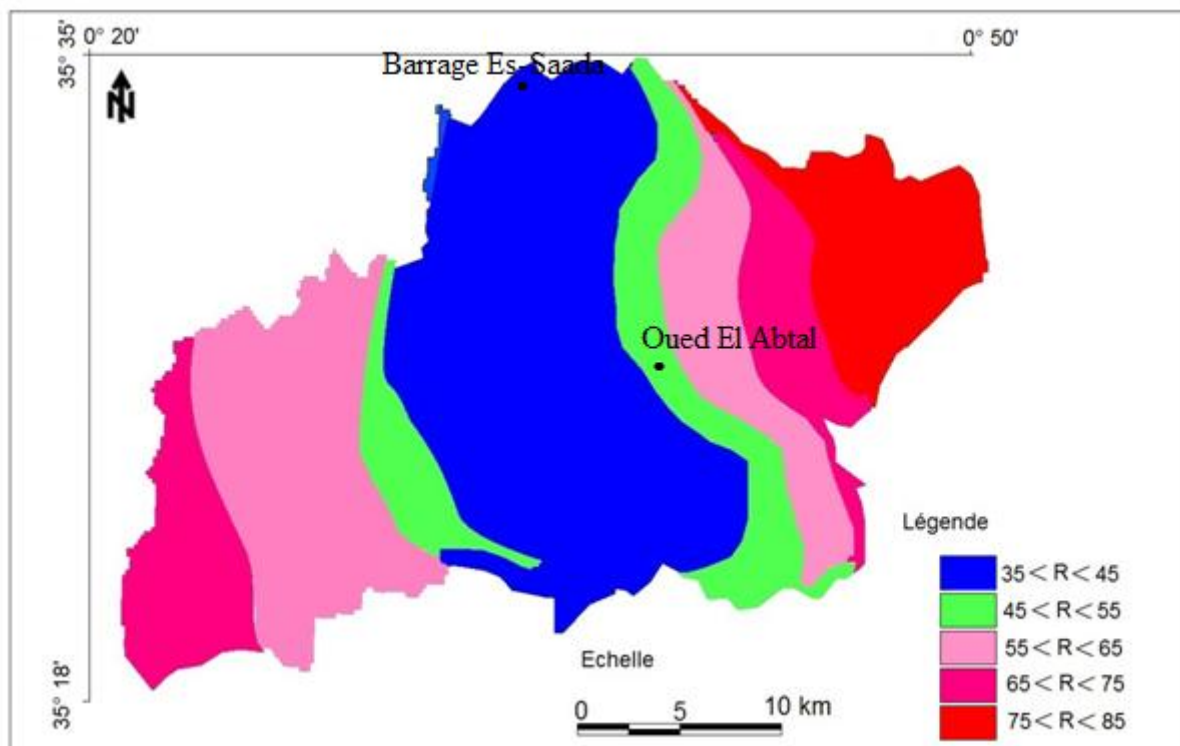 0° 20'
0° 50'
35° 35'
N
Barrage Es-Saada
Oued El Abtal
Légende
35 < R < 45
45 < R < 55
55 < R < 65
65 < R < 75
75 < R < 85
35° 18'
Echelle
0 5 10 km